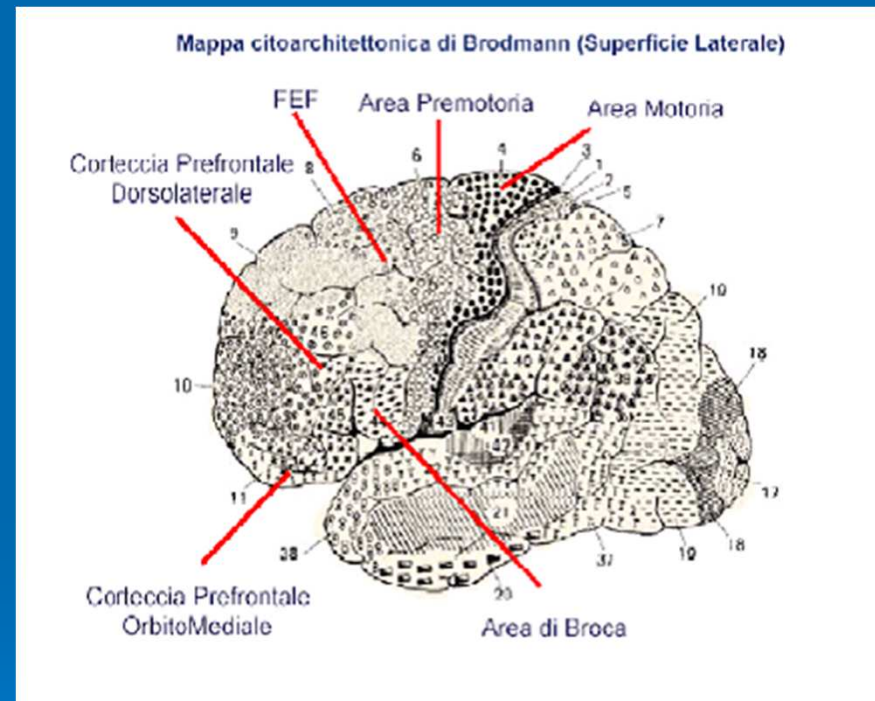 Mappa citoarchitettonica di Brodmann (Superficie Laterale)
FEF
Area Premotoria
Area Motoria
Corteccia Prefrontale
Dorsolaterale
8
6
4
3
1
2
5
7
9
19
10
18
17
11
38
20
37
19
18
21
Corteccia Prefrontale
OrbitoMediale
Area di Broca